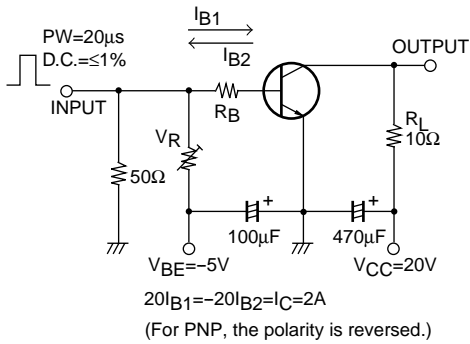 IB1
PW=20μs
D.C.=≤1%
IB2
OUTPUT
INPUT
RB
VR
RL
10Ω
50Ω
+
+
100μF
470μF
VBE=−5V
VCC=20V
20IB1=−20IB2=IC=2A
(For PNP, the polarity is reversed.)